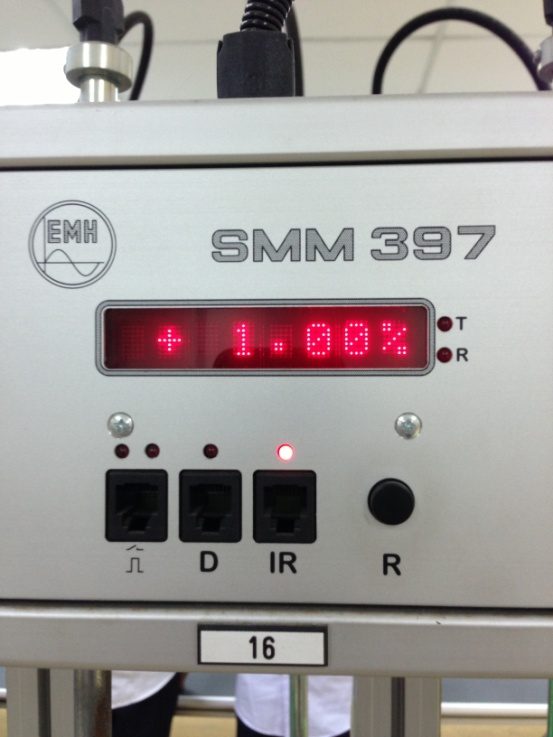 EMH
SMM 397
+ 1.00%
T
R
D
IR
R
16